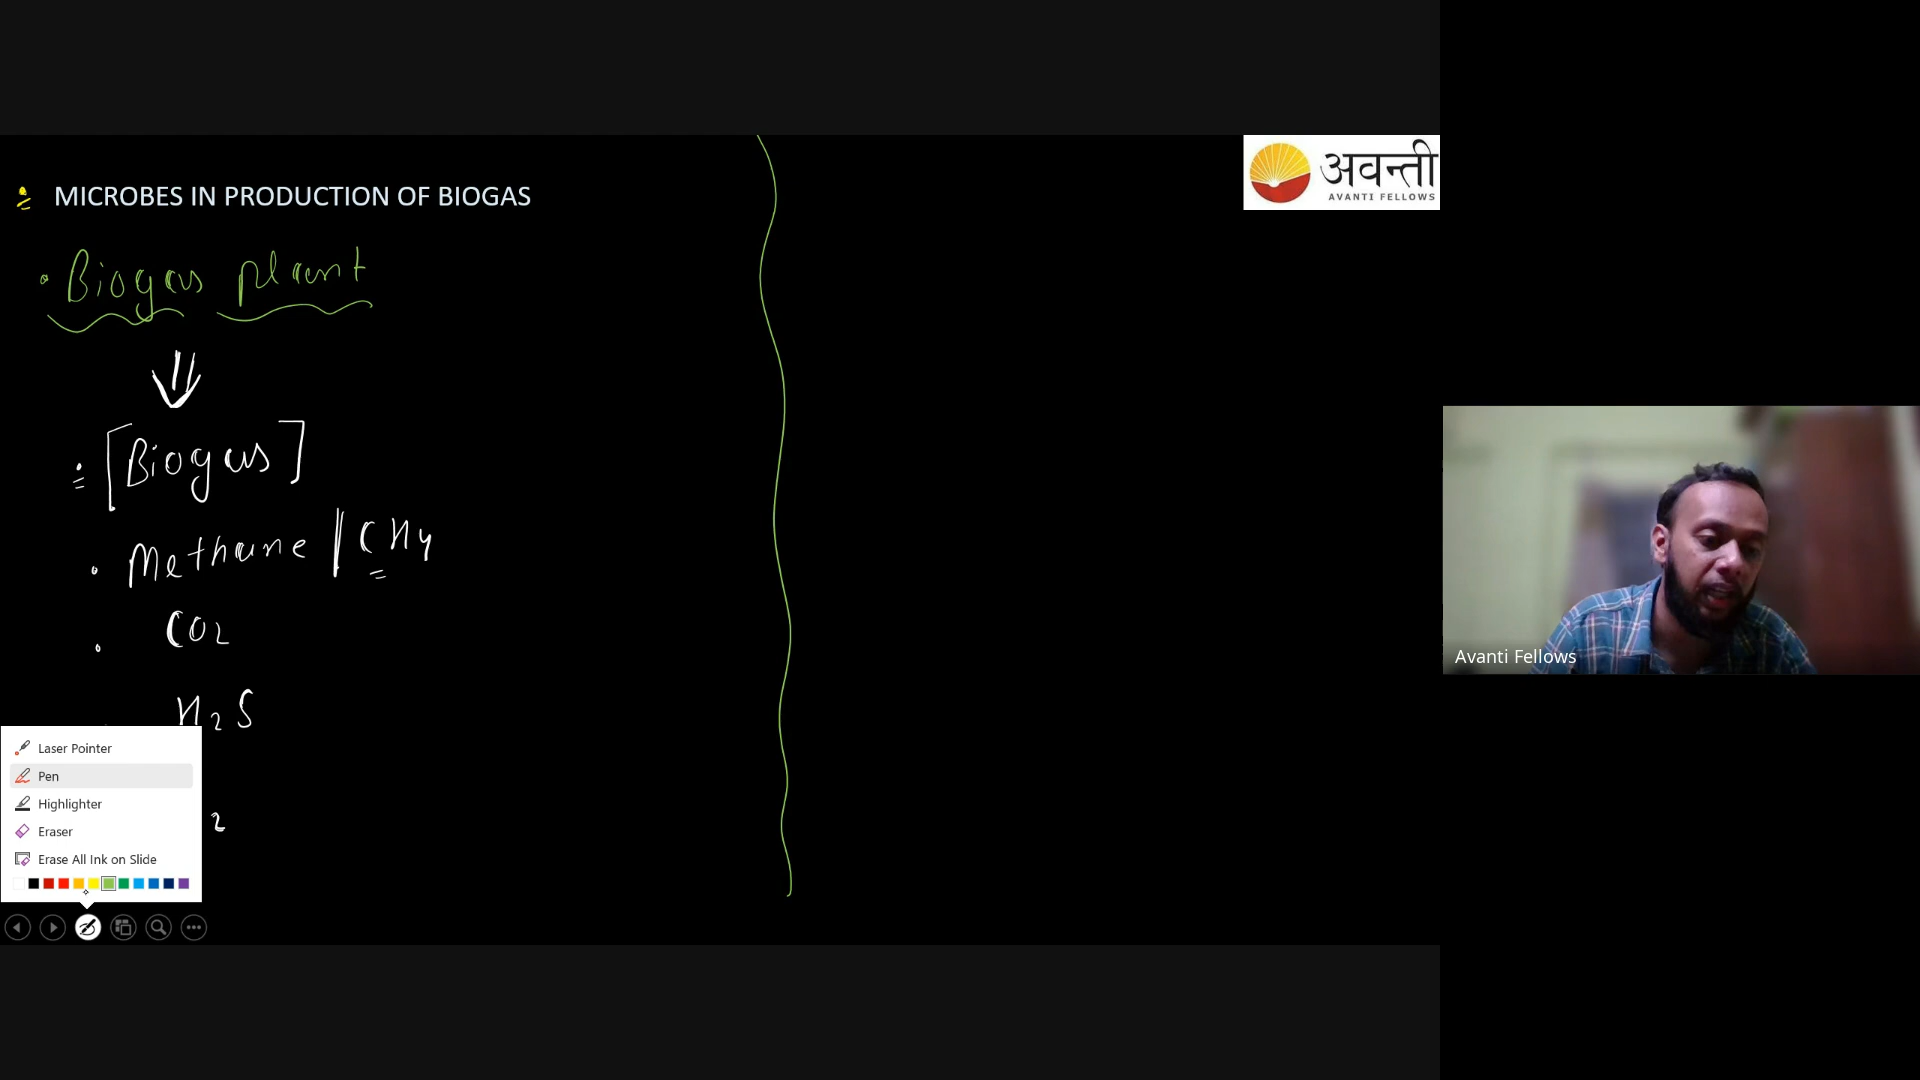 MICROBES IN PRODUCTION OF BIOGAS
अवन्ती
AVANTI FELLOWS
• Biogas plant
[Biogas]
• Methane | CH4
• CO2
H2S
2
Laser Pointer
Pen
Highlighter
Eraser
Erase All Ink on Slide
Avanti Fellows